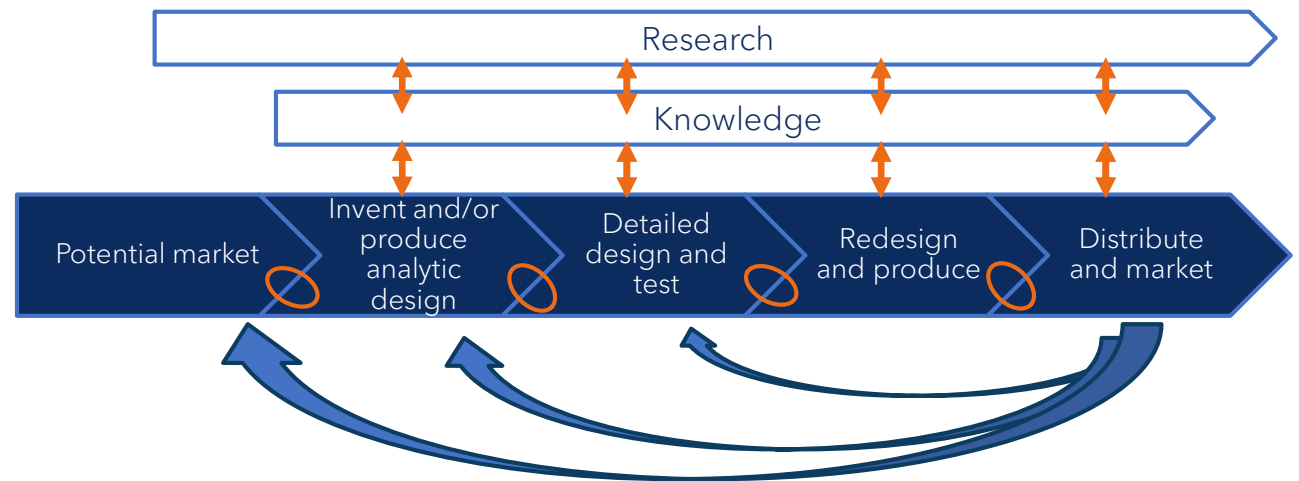 Research
Knowledge
Potential market
Invent and/or
produce
analytic
design
Detailed
design and
test
Redesign
and produce
Distribute
and market